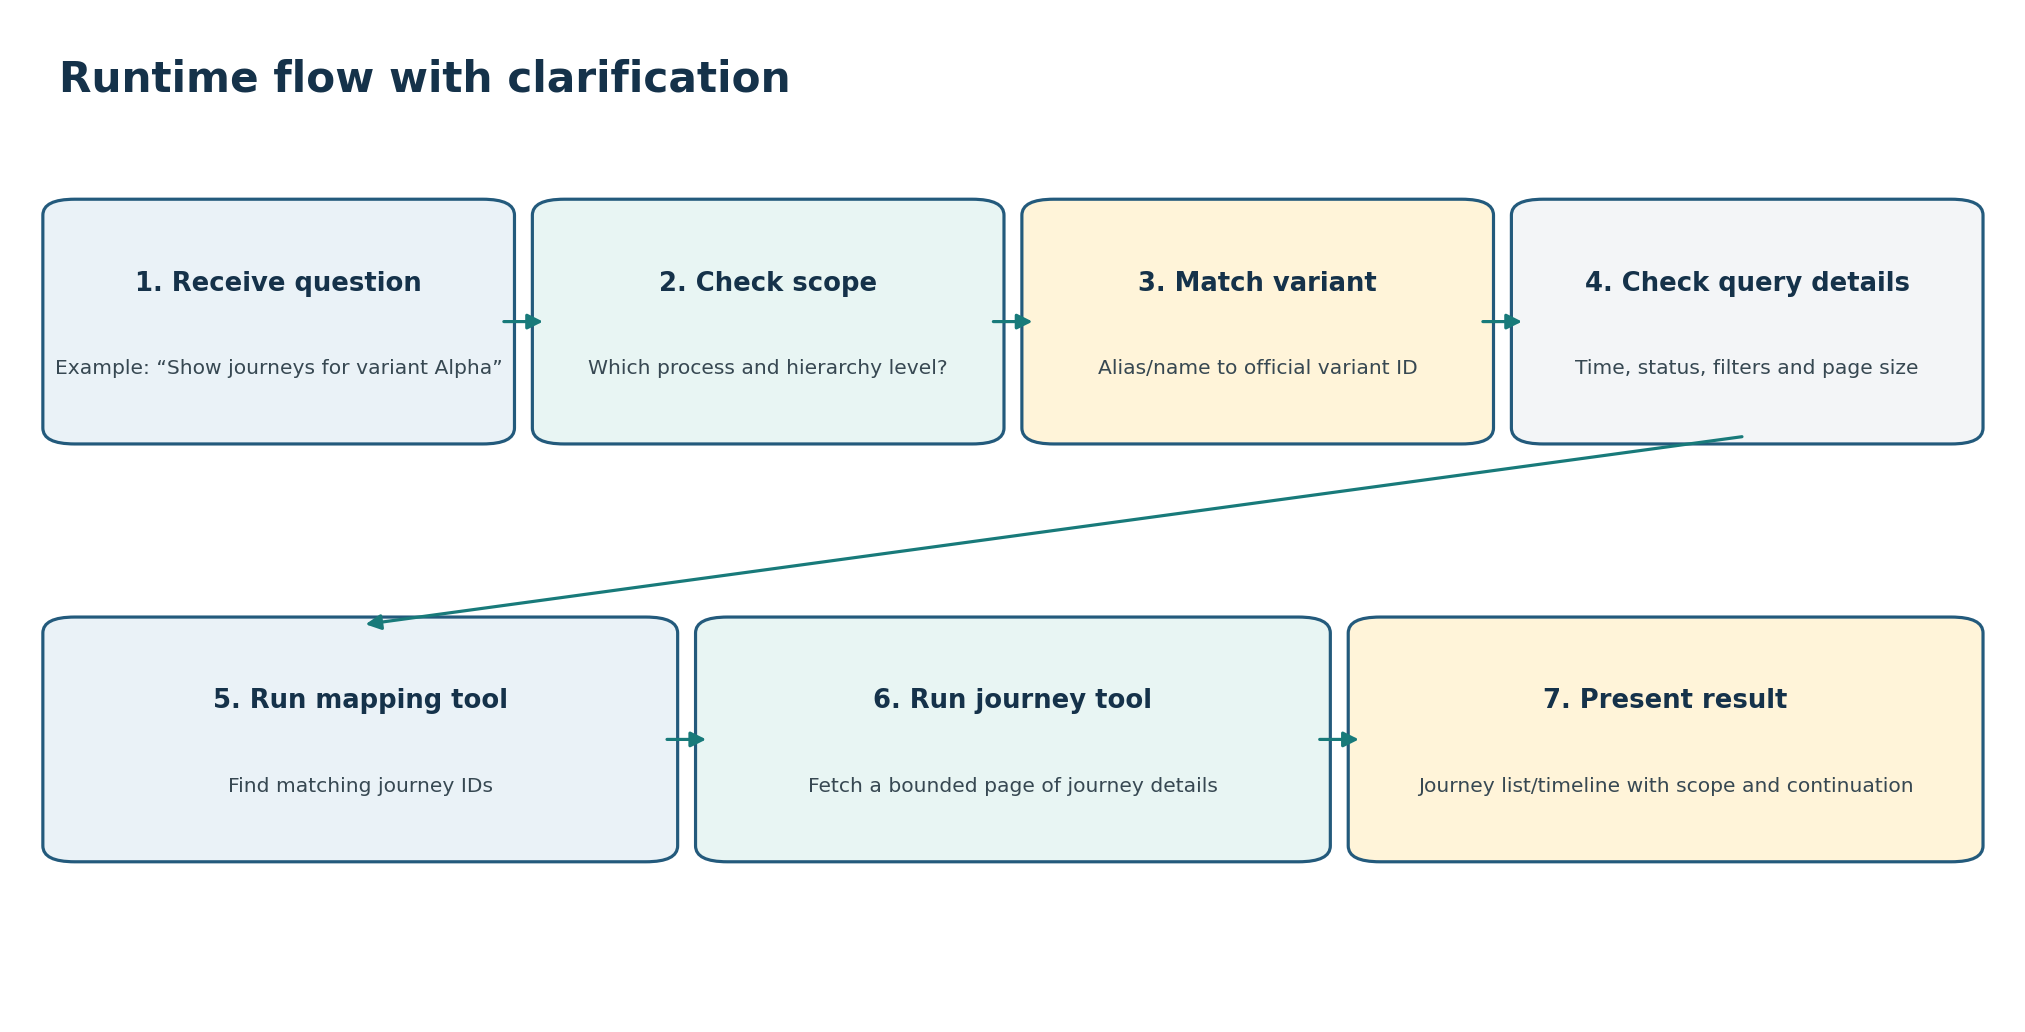 Runtime flow with clarification
1. Receive question
Example: “Show journeys for variant Alpha”
2. Check scope
Which process and hierarchy level?
3. Match variant
Alias/name to official variant ID
4. Check query details
Time, status, filters and page size
5. Run mapping tool
Find matching journey IDs
6. Run journey tool
Fetch a bounded page of journey details
7. Present result
Journey list/timeline with scope and continuation